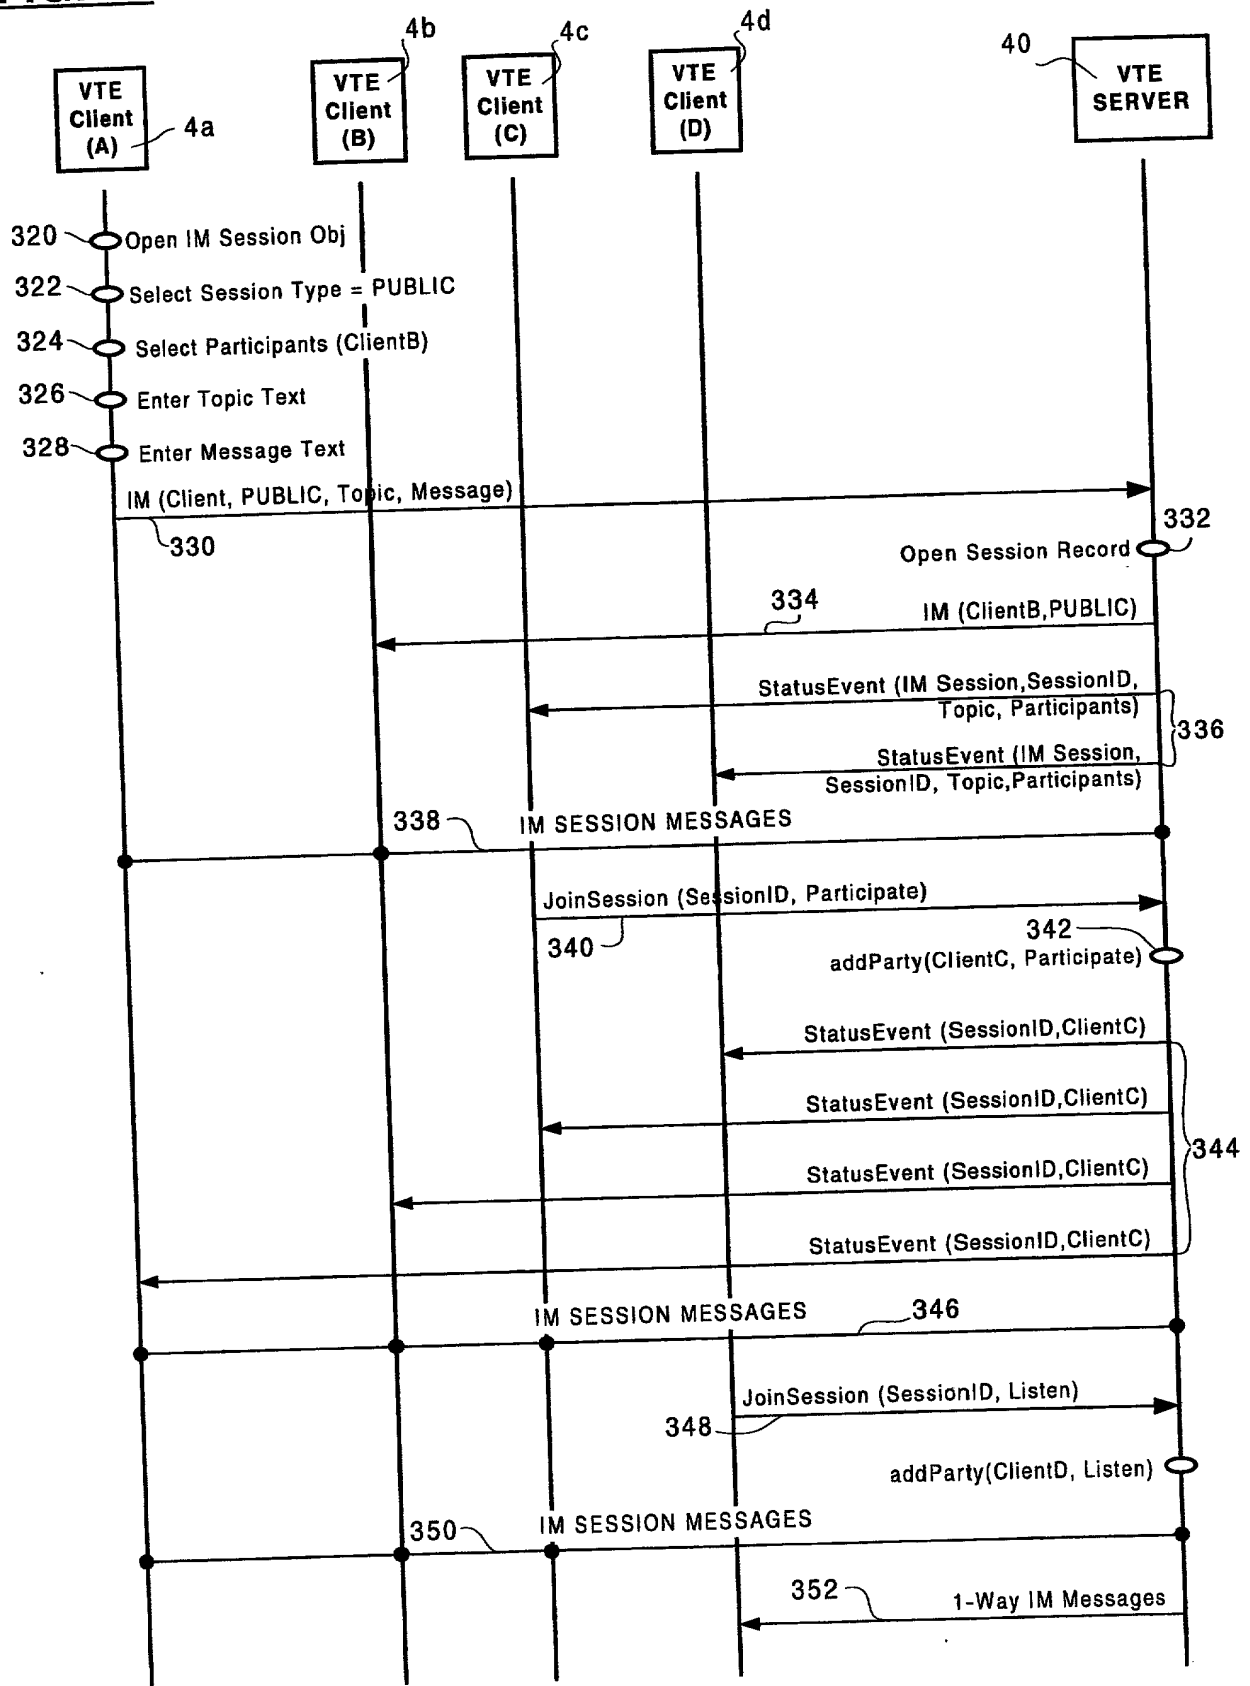 4b
4c
4d
40
VTE
Client
(A)
4a
VTE
Client
(B)
VTE
Client
(C)
VTE
Client
(D)
VTE
SERVER
320
Open IM Session Obj
322
Select Session Type = PUBLIC
324
Select Participants (ClientB)
326
Enter Topic Text
328
Enter Message Text
IM (Client, PUBLIC, Topic, Message)
330
332
Open Session Record
334
IM (ClientB,PUBLIC)
StatusEvent (IM Session,SessionID,
Topic, Participants)
336
StatusEvent (IM Session,
SessionID, Topic,Participants)
338
IM SESSION MESSAGES
JoinSession (SessionID, Participate)
340
342
addParty(ClientC, Participate)
StatusEvent (SessionID,ClientC)
StatusEvent (SessionID,ClientC)
344
StatusEvent (SessionID,ClientC)
StatusEvent (SessionID,ClientC)
IM SESSION MESSAGES
346
JoinSession (SessionID, Listen)
348
addParty(ClientD, Listen)
350
IM SESSION MESSAGES
352
1-Way IM Messages